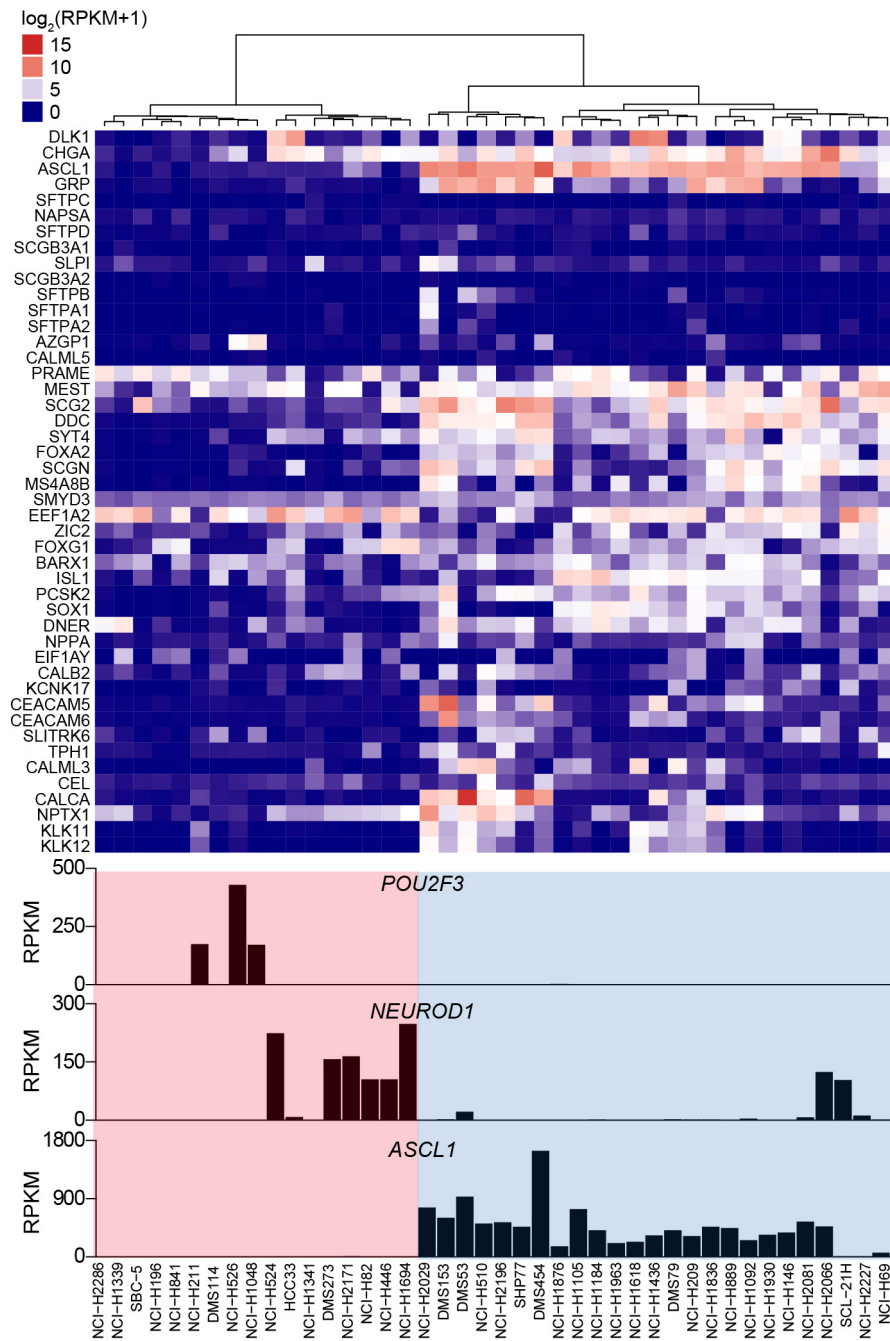 log2(RPKM+1)
15
10
5
0
DLK1
CHGA
ASCL1
GRP
SFTPC
NAPSA
SFTPD
SCGB3A1
SLPI
SCGB3A2
SFTPB
SFTPA1
SFTPA2
AZGP1
CALML5
PRAME
MEST
SCG2
DDC
SYT4
FOXA2
SCGN
MS4A8B
SMYD3
EEF1A2
ZIC2
FOXG1
BARX1
ISL1
PCSK2
SOX1
DNER
NPPA
EIF1AY
CALB2
KCNK17
CEACAM5
CEACAM6
SLITRK6
TPH1
CALML3
CEL
CALCA
NPTX1
KLK11
KLK12
POU2F3
RPKM
500
250
0
NEUROD1
RPKM
300
150
0
ASCL1
RPKM
1800
900
0
NCI-H2286
NCI-H1339
SBC-5
NCI-H196
NCI-H841
NCI-H211
DMS114
NCI-H526
NCI-H1048
NCI-H524
HCC33
NCI-H1341
DMS273
NCI-H2171
NCI-H82
NCI-H446
NCI-H1694
NCI-H2029
DMS153
DMS53
NCI-H510
NCI-H2196
SHP77
DMS454
NCI-H1876
NCI-H1105
NCI-H1184
NCI-H1963
NCI-H1618
NCI-H1436
DMS79
NCI-H209
NCI-H1836
NCI-H889
NCI-H1092
NCI-H1930
NCI-H146
NCI-H2081
NCI-H2066
SCL-21H
NCI-H2227
NCI-H69